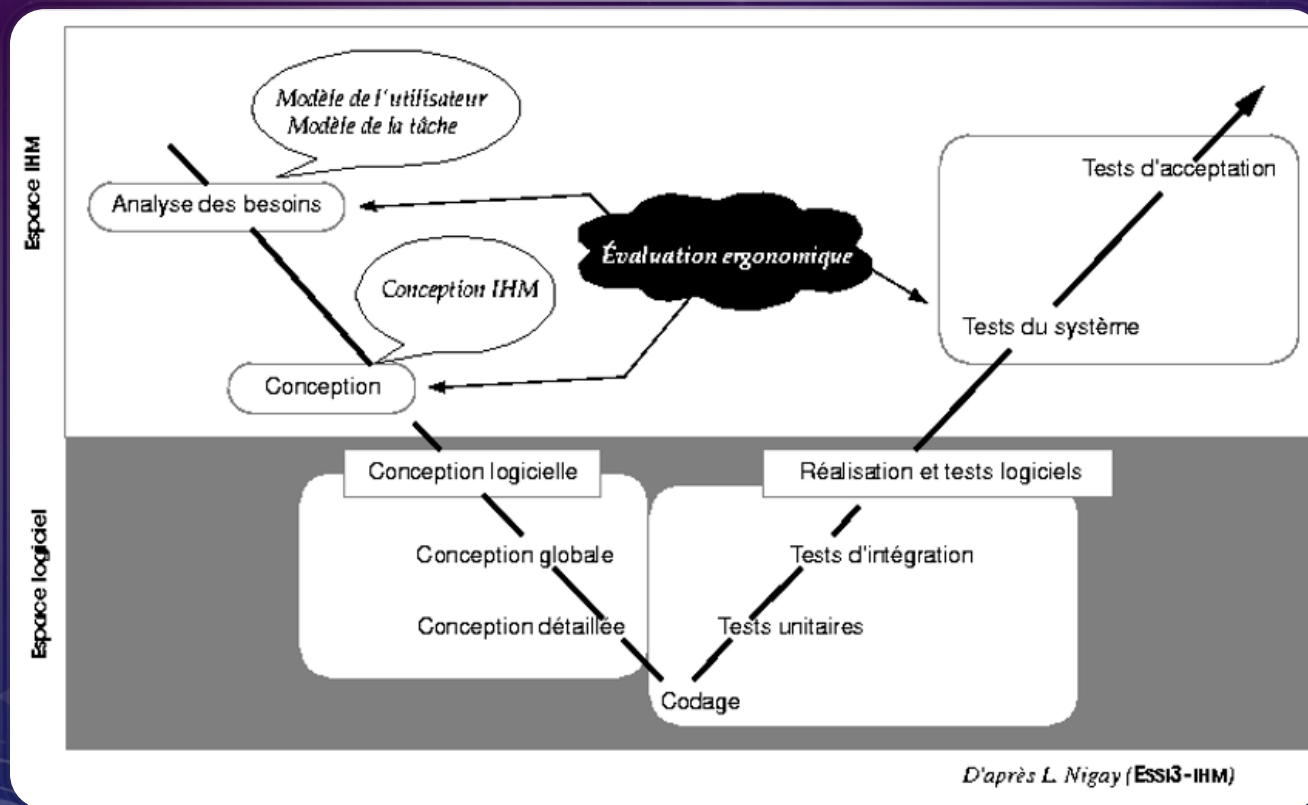 Espace IHM
Modèle de l'utilisateur
Modèle de la tâche
Analyse des besoins
Conception IHM
Conception
Évaluation ergonomique
Tests d'acceptation
Tests du système
Espace logiciel
Conception logicielle
Conception globale
Conception détaillée
Codage
Réalisation et tests logiciels
Tests d'intégration
Tests unitaires
D'après L. Nigay (ESSI3-IHM)